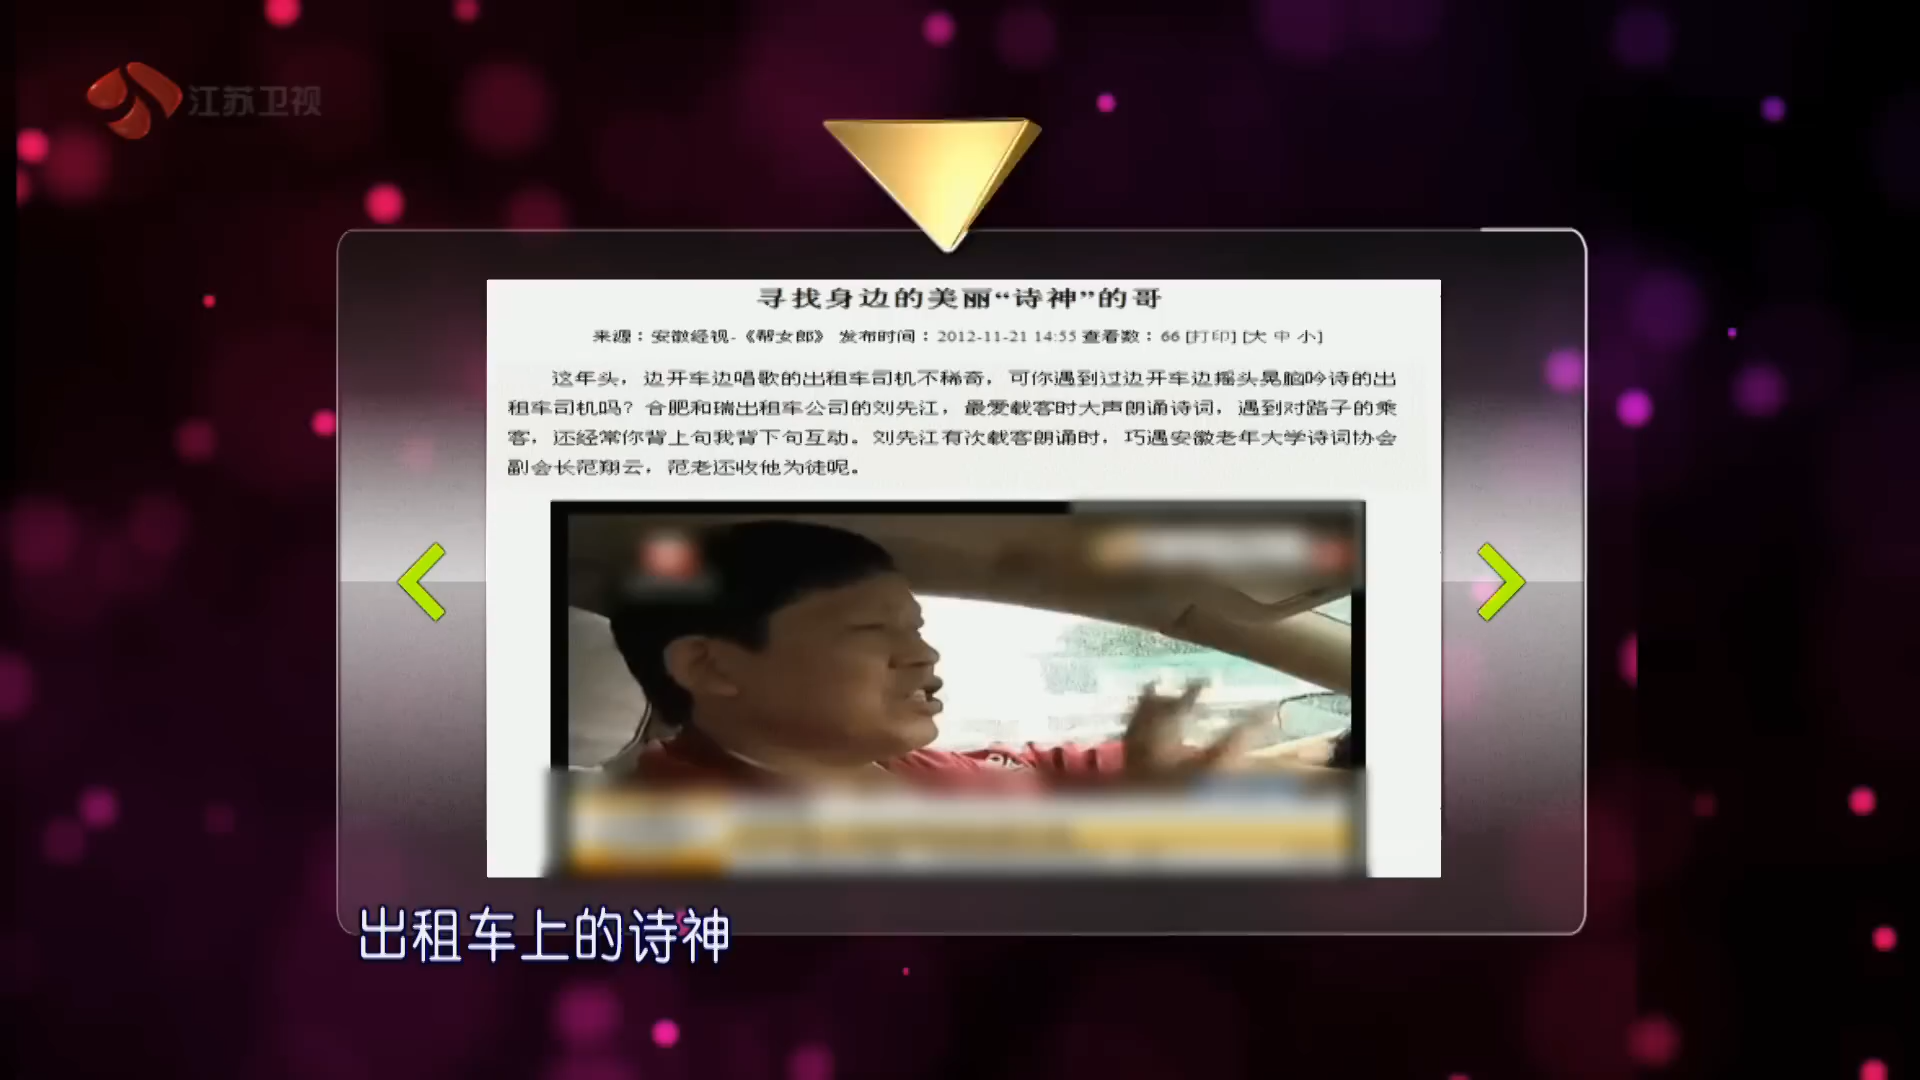 江苏卫视
寻找身边的美丽“诗神”的哥
来源：安徽经视-《帮女郎》 发布时间：2012-11-21 14:55 查看数：66 [打印] [大 中 小]
这年头，边开车边唱歌的出租车司机不稀奇，可你遇到过边开车边摇头晃脑吟诗的出
租车司机吗？合肥和瑞出租车公司的刘先江，最爱载客时大声朗诵诗词，遇到对路子的乘
客，还经常你背上句我背下句互动。刘先江有次载客朗诵时，巧遇安徽老年大学诗词协会
副会长范翔云，范老还收他为徒呢。
出租车上的诗神